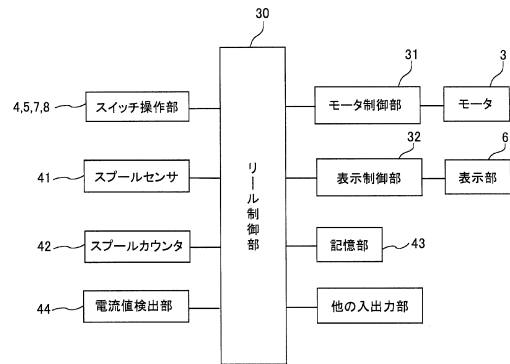 30
4,5,7,8
スイッチ操作部
41
スプールセンサ
42
スプールカウンタ
44
電流値検出部
リール制御部
31
モータ制御部
3
モータ
32
表示制御部
6
表示部
記憶部
43
他の入出力部